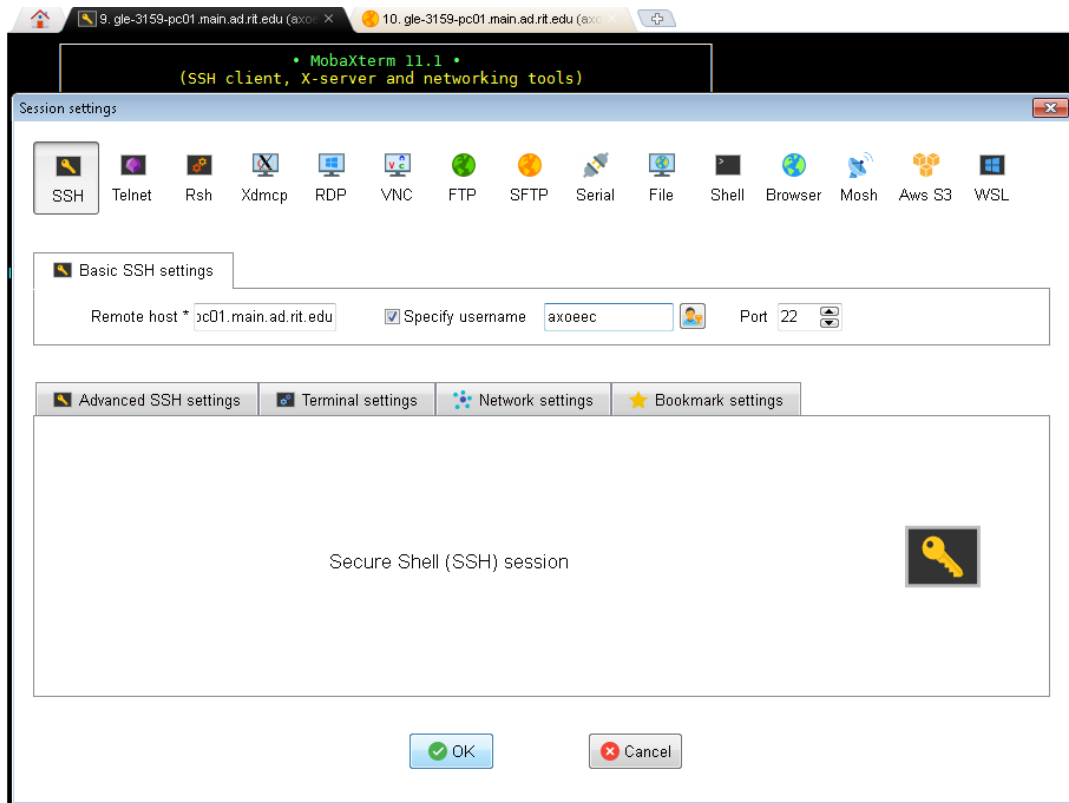 9. gle-3159-pc01.main.ad.rit.edu (axoe
10. gle-3159-pc01.main.ad.rit.edu (axo
• MobaXterm 11.1 •
(SSH client, X-server and networking tools)
Session settings
SSH Telnet Rsh Xdmcp RDP VNC FTP SFTP Serial File Shell Browser Mosh Aws S3 WSL
Basic SSH settings
Remote host * pc01.main.ad.rit.edu Specify username axoeec Port 22
Advanced SSH settings Terminal settings Network settings Bookmark settings
Secure Shell (SSH) session
OK Cancel